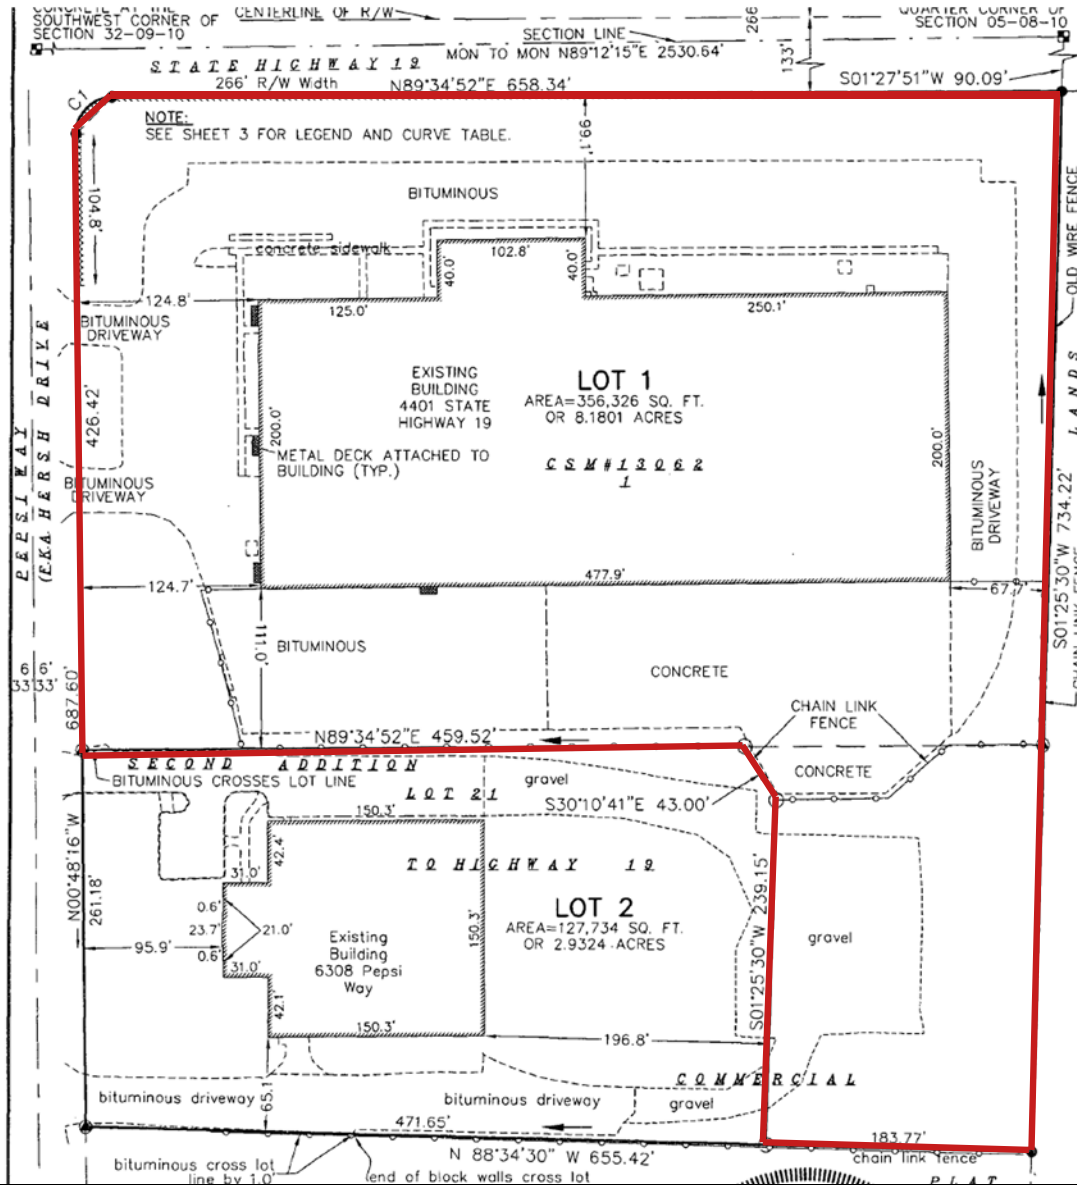 CONCRETE AT THE
SOUTHWEST CORNER OF
SECTION 32-09-10
CENTERLINE OF R/W
SECTION LINE
MON TO MON N89°12'15"E 2530.64'
266'
133'
QUARTER CORNER OF
SECTION 05-08-10
STATE HIGHWAY 19
266' R/W Width
N89°34'52"E 658.34'
S01°27'51"W 90.09'
C1
NOTE:
SEE SHEET 3 FOR LEGEND AND CURVE TABLE.
99.1'
104.8'
BITUMINOUS
OLD WIRE FENCE
concrete sidewalk
102.8'
40.0'
40.0'
124.8'
125.0'
250.1'
BITUMINOUS
DRIVEWAY
EXISTING
BUILDING
4401 STATE
HIGHWAY 19
LOT 1
AREA=356,326 SQ. FT.
OR 8.1801 ACRES
LANDS
PEPSI WAY
(F.K.A HERSH DRIVE
426.42'
200.0'
200.0'
METAL DECK ATTACHED TO
BUILDING (TYP.)
CSM#13062
1
BITUMINOUS
DRIVEWAY
BITUMINOUS
DRIVEWAY
S01°25'30"W 734.22'
477.9'
124.7'
67.7'
111.0'
BITUMINOUS
CONCRETE
CHAIN LINK FENCE
66'
33' 33'
687.60'
CHAIN LINK
FENCE
N89°34'52"E 459.52'
SECOND ADDITION
BITUMINOUS CROSSES LOT LINE
gravel
CONCRETE
LOT 21
S30°10'41"E 43.00'
150.3'
42.4'
TO HIGHWAY 19
31.0'
N00°48'16"W
261.18'
0.6'
23.7'
0.6'
21.0'
95.9'
31.0'
42.1'
Existing
Building
6308 Pepsi
Way
150.3'
LOT 2
AREA=127,734 SQ. FT.
OR 2.9324 ACRES
S01°25'30"W 239.15'
gravel
150.3'
196.8'
COMMERCIAL
65.1
bituminous driveway
bituminous driveway
gravel
471.65'
183.77'
N 88°34'30" W 655.42'
chain link fence
bituminous cross lot
line by 1.0'
end of block walls cross lot
PLAT